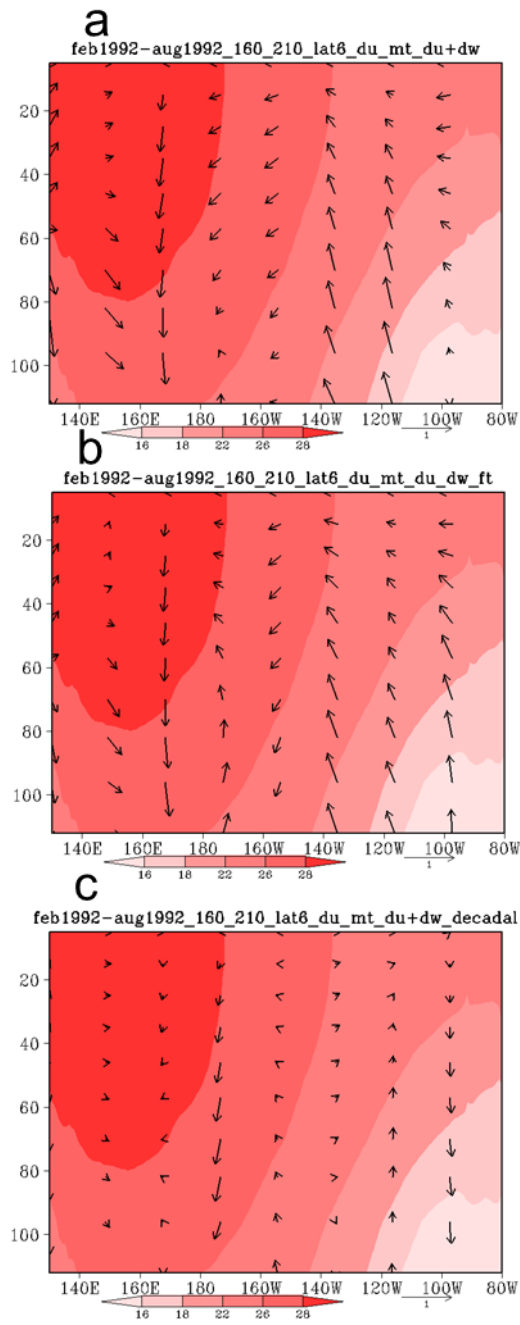 a
feb1992-aug1992_160_210_lat6_du_mt_du+dw
20
40
60
80
100
140E 160E 180 160W 140W 120W 100W 80W
16 18 22 26 28
1
b
feb1992-aug1992_160_210_lat6_du_mt_du_dw_ft
20
40
60
80
100
140E 160E 180 160W 140W 120W 100W 80W
16 18 22 26 28
1
c
feb1992-aug1992_160_210_lat6_du_mt_du+dw_decadal
20
40
60
80
100
140E 160E 180 160W 140W 120W 100W 80W
16 18 22 26 28
1